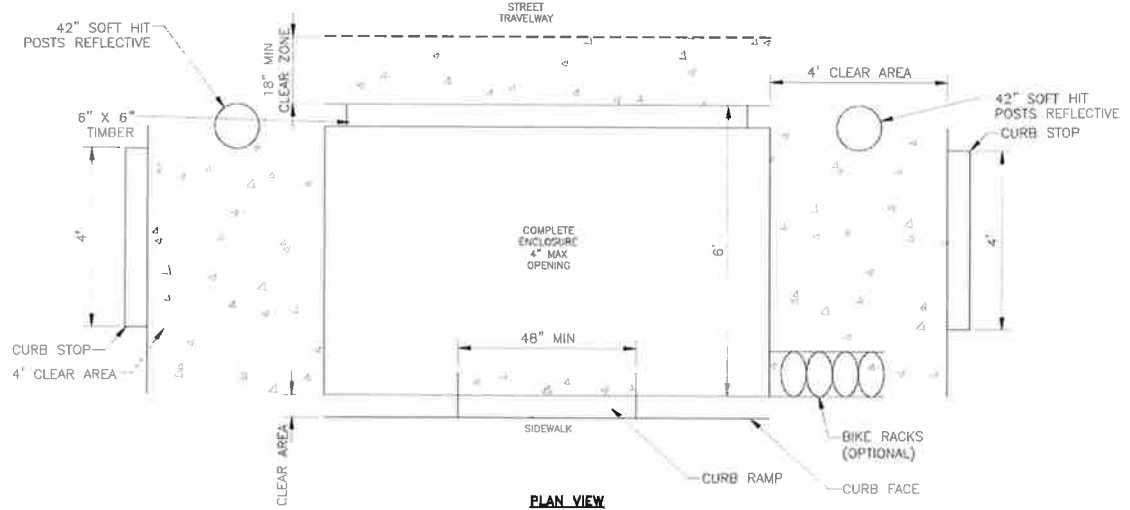 STREET
TRAVELWAY
42" SOFT HIT
POSTS REFLECTIVE
18" MIN
CLEAR ZONE
4' CLEAR AREA
42" SOFT HIT
POSTS REFLECTIVE
6" X 6"
TIMBER
CURB STOP
4'
COMPLETE
ENCLOSURE
4" MAX
OPENING
6'
4'
48" MIN
CURB STOP
4' CLEAR AREA
CLEAR AREA
SIDEWALK
BIKE RACKS
(OPTIONAL)
CURB RAMP
CURB FACE
PLAN VIEW